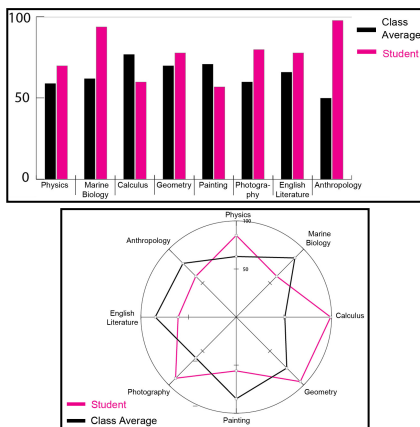 100
50
0
Class
Average
Student
Physics
Marine
Biology
Calculus
Geometry
Painting
Photogra-
phy
English
Literature
Anthropology
Physics
100
50
Marine
Biology
Calculus
Geometry
Painting
Photography
English
Literature
Anthropology
Student
Class Average